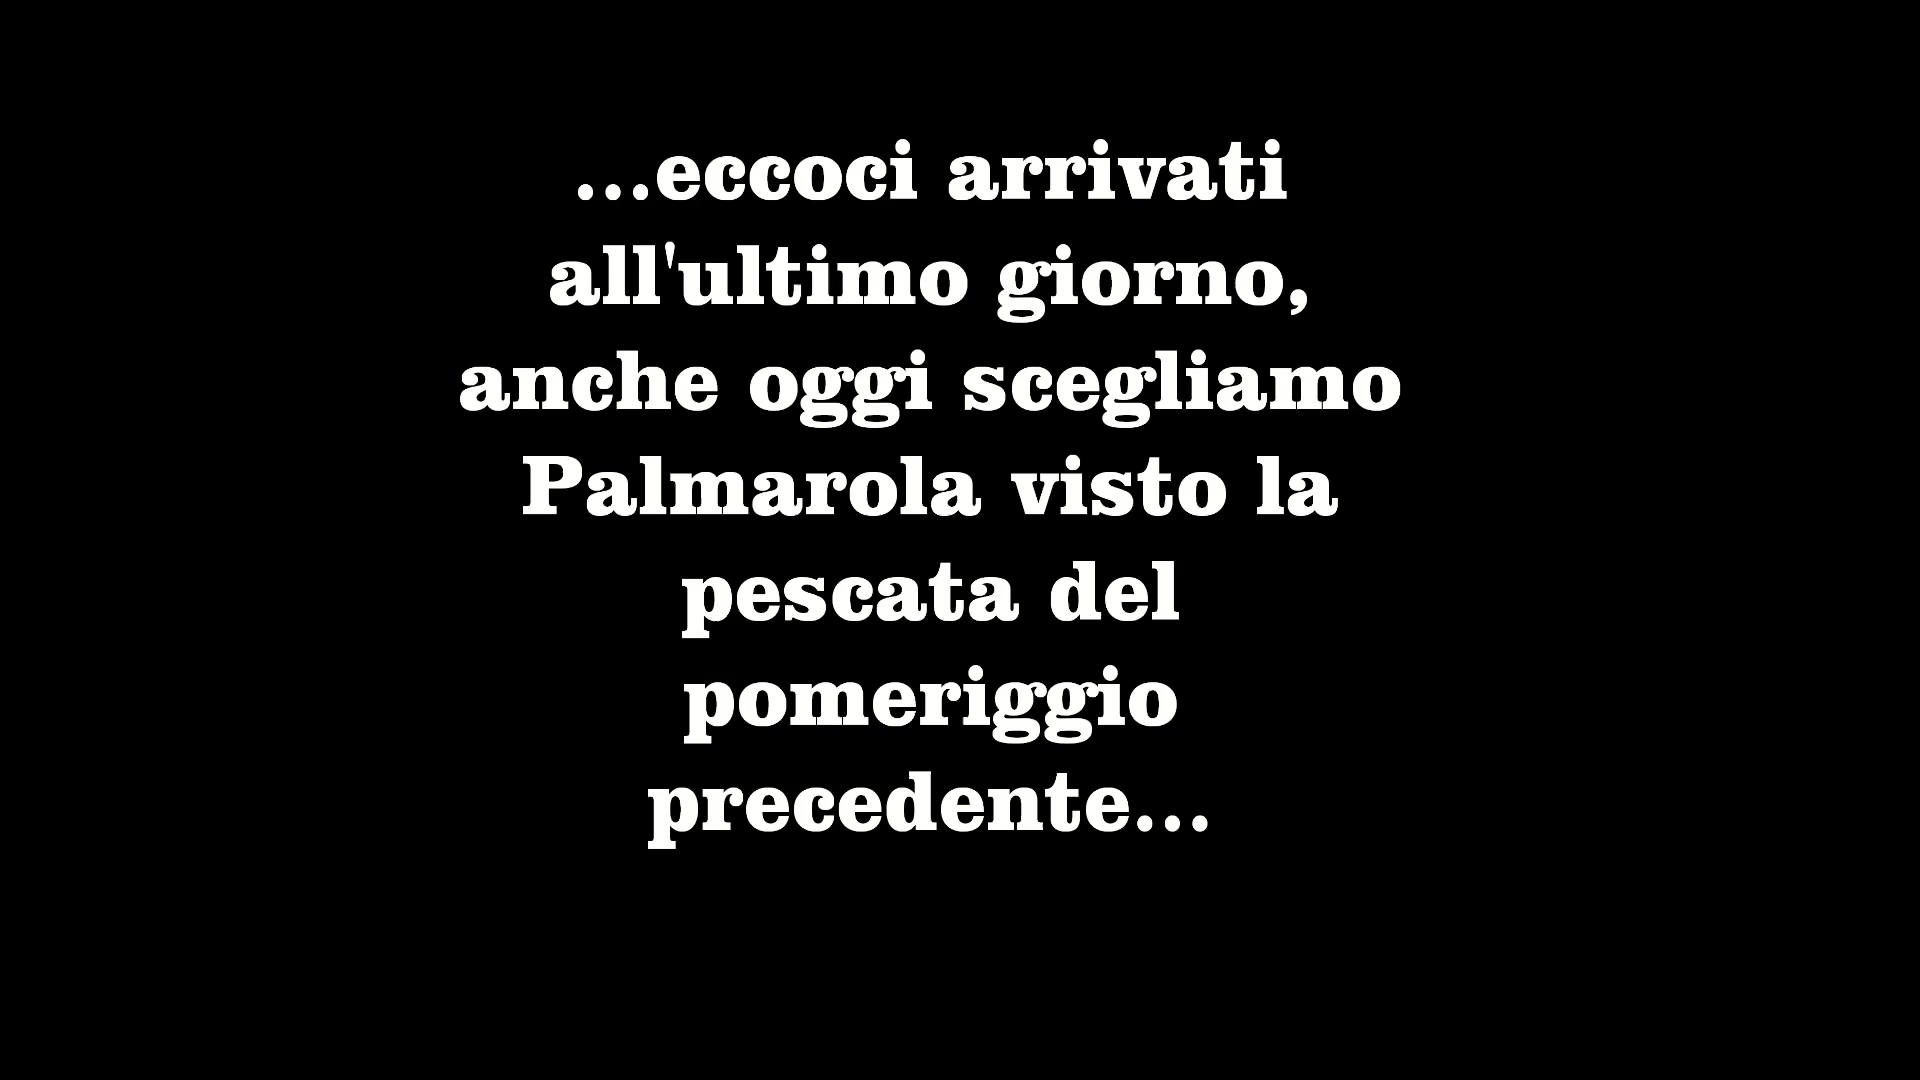 ...eccoci arrivati
all'ultimo giorno,
anche oggi scegliamo
Palmarola visto la
pescata del
pomeriggio
precedente...